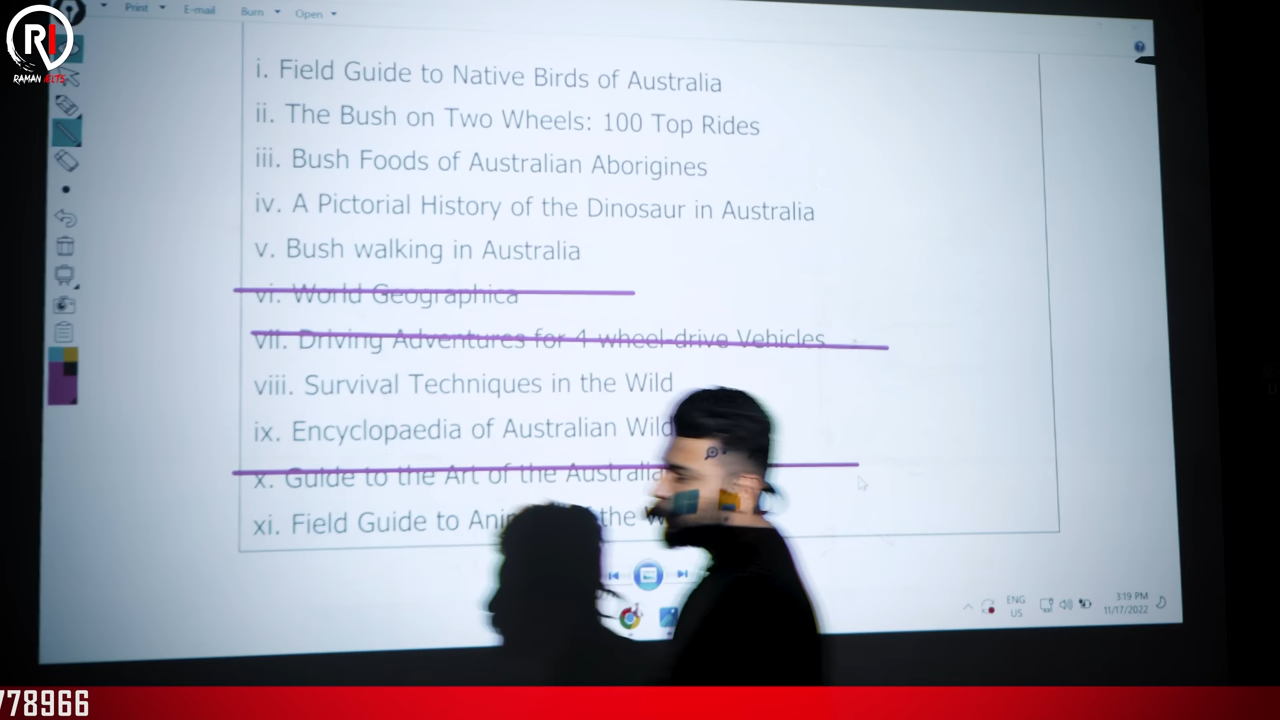 RI
RAMAN IELTS
Print E-mail Burn Open
i. Field Guide to Native Birds of Australia
ii. The Bush on Two Wheels: 100 Top Rides
iii. Bush Foods of Australian Aborigines
iv. A Pictorial History of the Dinosaur in Australia
v. Bush walking in Australia
vi. World Geographica
vii. Driving Adventures for 4-wheel-drive Vehicles
viii. Survival Techniques in the Wild
ix. Encyclopaedia of Australian
x. Guide to the Art of the
xi. Field Guide to the
ENG
US
3:19 PM
11/17/2022
778966